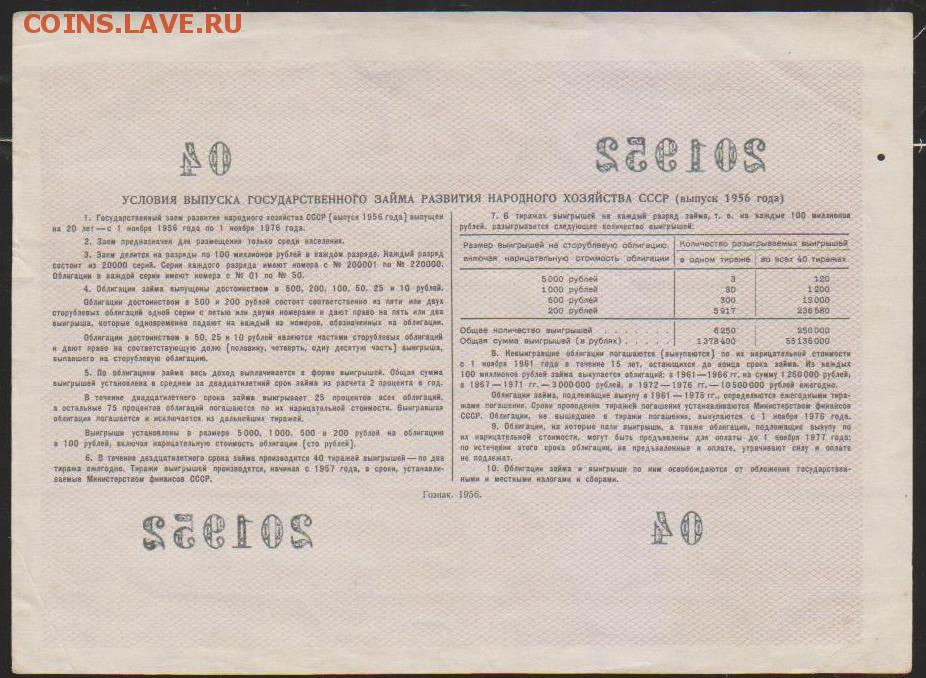 COINS.LAVE.RU
04
201952
УСЛОВИЯ ВЫПУСКА ГОСУДАРСТВЕННОГО ЗАЙМА РАЗВИТИЯ НАРОДНОГО ХОЗЯЙСТВА СССР (выпуск 1956 года)
1. Государственный заем развития народного хозяйства СССР (выпуск 1956 года) выпущен
на 20 лет — с 1 ноября 1956 года по 1 ноября 1976 года.
2. Заем предназначен для размещения только среди населения.
3. Заем делится на разряды по 100 миллионов рублей в каждом разряде. Каждый разряд
состоит из 20000 серий. Серии каждого разряда имеют номера с № 200001 по № 220000.
Облигации в каждой серии имеют номера с № 01 по № 50.
4. Облигации займа выпущены достоинством в 500, 200, 100, 50, 25 и 10 рублей.
Облигации достоинством в 500 и 200 рублей состоят соответственно из пяти или двух
сторублевых облигаций одной серии с пятью или двумя номерами и дают право на пять или два
выигрыша, которые одновременно падают на каждый из номеров, обозначенных на облигации.
Облигации достоинством в 50, 25 и 10 рублей являются частями сторублевых облигаций
и дают право на соответствующую долю (половину, четверть, одну десятую часть) выигрыша,
выпавшего на сторублевую облигацию.
5. По облигациям займа весь доход выплачивается в форме выигрышей. Общая сумма
выигрышей установлена в среднем за двадцатилетний срок займа из расчета 2 процента в год.
В течение двадцатилетнего срока займа выигрывает 25 процентов всех облигаций,
а остальные 75 процентов облигаций погашаются по их нарицательной стоимости. Выигравшая
облигация погашается и исключается из дальнейших тиражей.
Выигрыши установлены в размере 5000, 1000, 500 и 200 рублей на облигацию
в 100 рублей, включая нарицательную стоимость облигации (сто рублей).
6. В течение двадцатилетнего срока займа производится 40 тиражей выигрышей — по два
тиража ежегодно. Тиражи выигрышей производятся, начиная с 1957 года, в сроки, устанавли-
ваемые Министерством финансов СССР.
7. В тиражах выигрышей на каждый разряд займа, т. е. на каждые 100 миллионов
рублей, разыгрывается следующее количество выигрышей:
Размер выигрышей на сторублевую облигацию, включая нарицательную стоимость облигации
Количество разыгрываемых выигрышей
в одном тираже во всех 40 тиражах
5000 рублей 3 120
1000 рублей 30 1200
500 рублей 300 12000
200 рублей 5917 236680
Общее количество выигрышей . . . . . . . 6250 250000
Общая сумма выигрышей (в рублях) . . . . . 1378400 55136000
8. Невыигравшие облигации погашаются (выкупаются) по их нарицательной стоимости
с 1 ноября 1961 года в течение 15 лет, остающихся до конца срока займа. Из каждых
100 миллионов рублей займа выкупается облигаций: в 1961—1966 гг. на сумму 1250000 рублей,
в 1967—1971 гг.—3000000 рублей, в 1972—1976 гг.—10500000 рублей ежегодно.
Облигации займа, подлежащие выкупу в 1961—1975 гг., определяются ежегодными тира-
жами погашения. Сроки проведения тиражей погашения устанавливаются Министерством финансов
СССР. Облигации, не вышедшие в тиражи погашения, выкупаются с 1 ноября 1976 года.
9. Облигации, на которые пали выигрыши, а также облигации, подлежащие выкупу по
их нарицательной стоимости, могут быть предъявлены для оплаты до 1 ноября 1977 года;
по истечении этого срока облигации, не предъявленные к оплате, утрачивают силу и оплате
не подлежат.
10. Облигации займа и выигрыши по ним освобождаются от обложения государствен-
ными и местными налогами и сборами.
Гознак. 1956.
201952
04